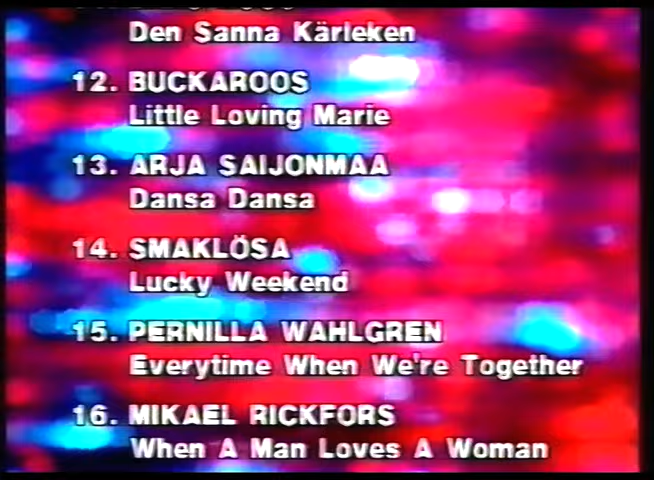 Den Sanna Kärleken
12. BUCKAROOS
Little Loving Marie
13. ARJA SAIJONMAA
Dansa Dansa
14. SMAKLÖSA
Lucky Weekend
15. PERNILLA WAHLGREN
Everytime When We're Together
16. MIKAEL RICKFORS
When A Man Loves A Woman